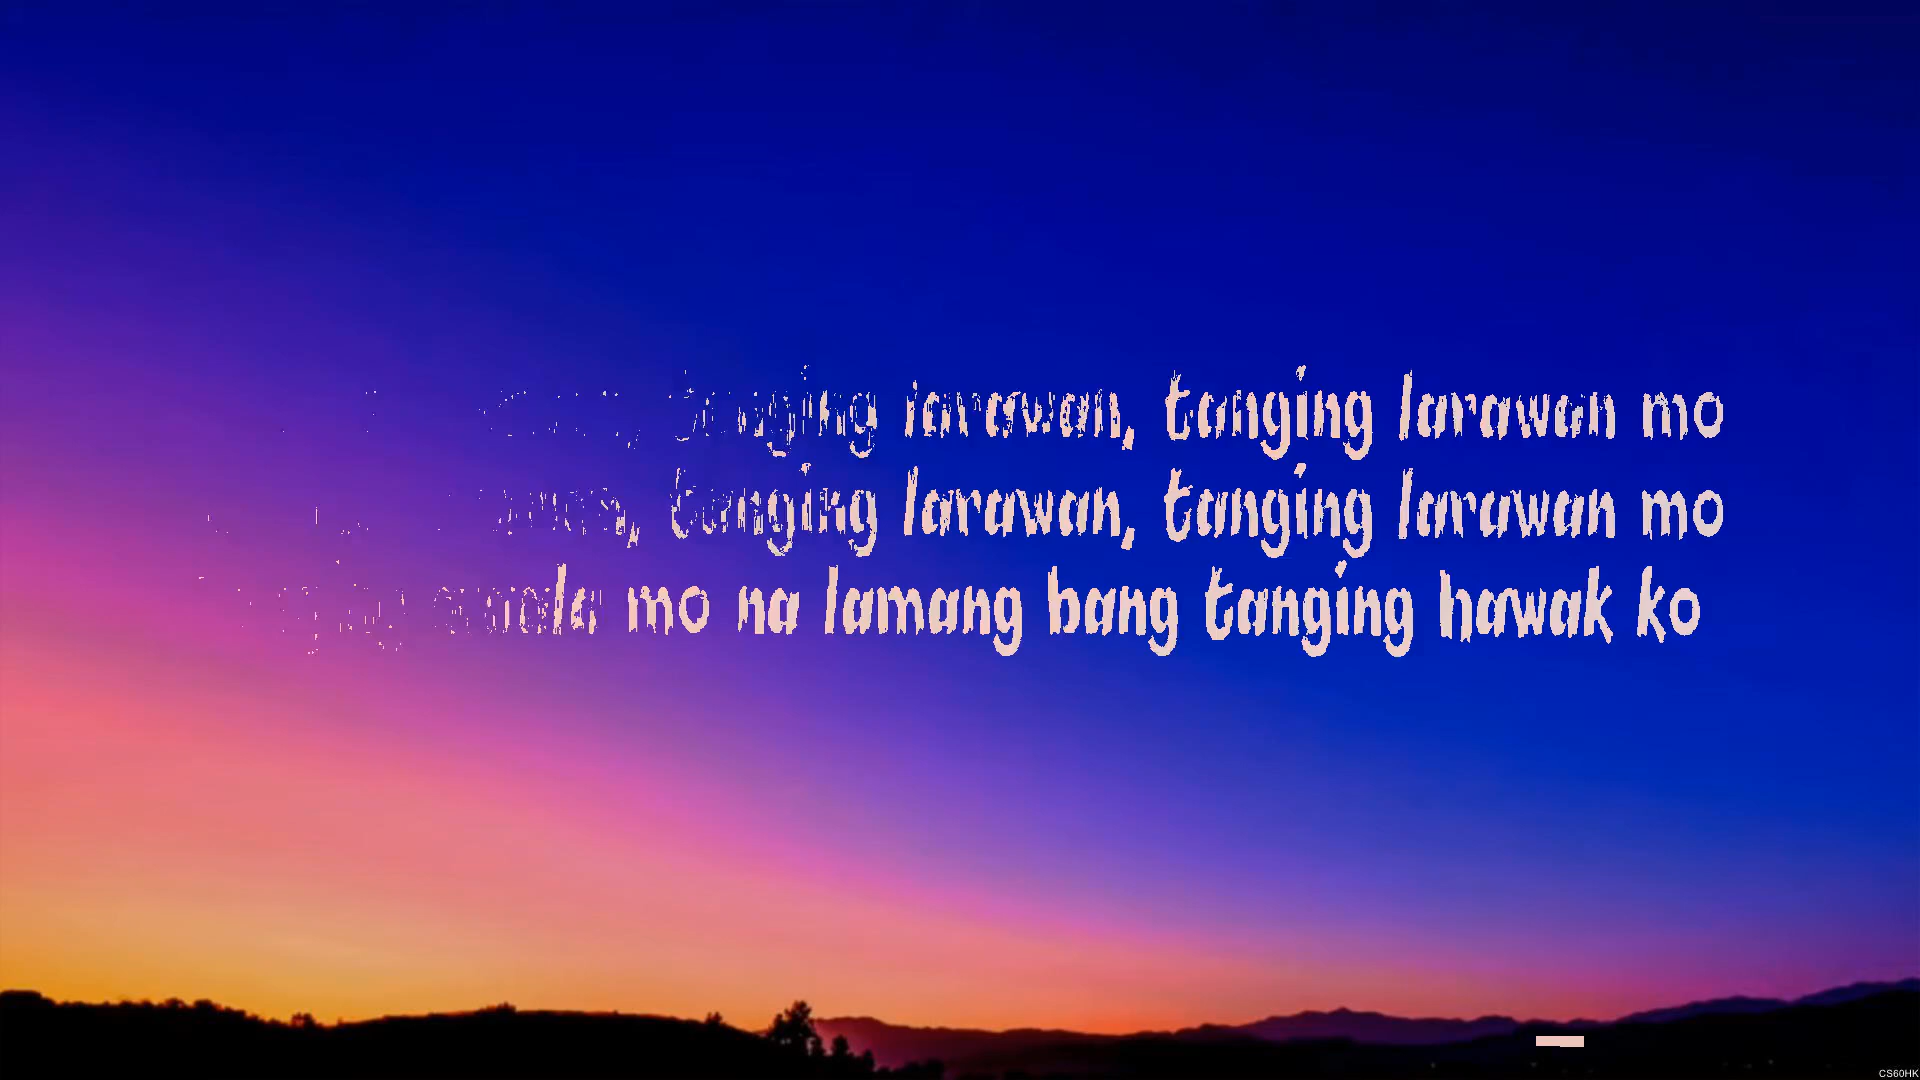 tanging larawan, tanging larawan mo
tanging larawan, tanging larawan mo
mo na lamang bang tanging hawak ko
CS60HK